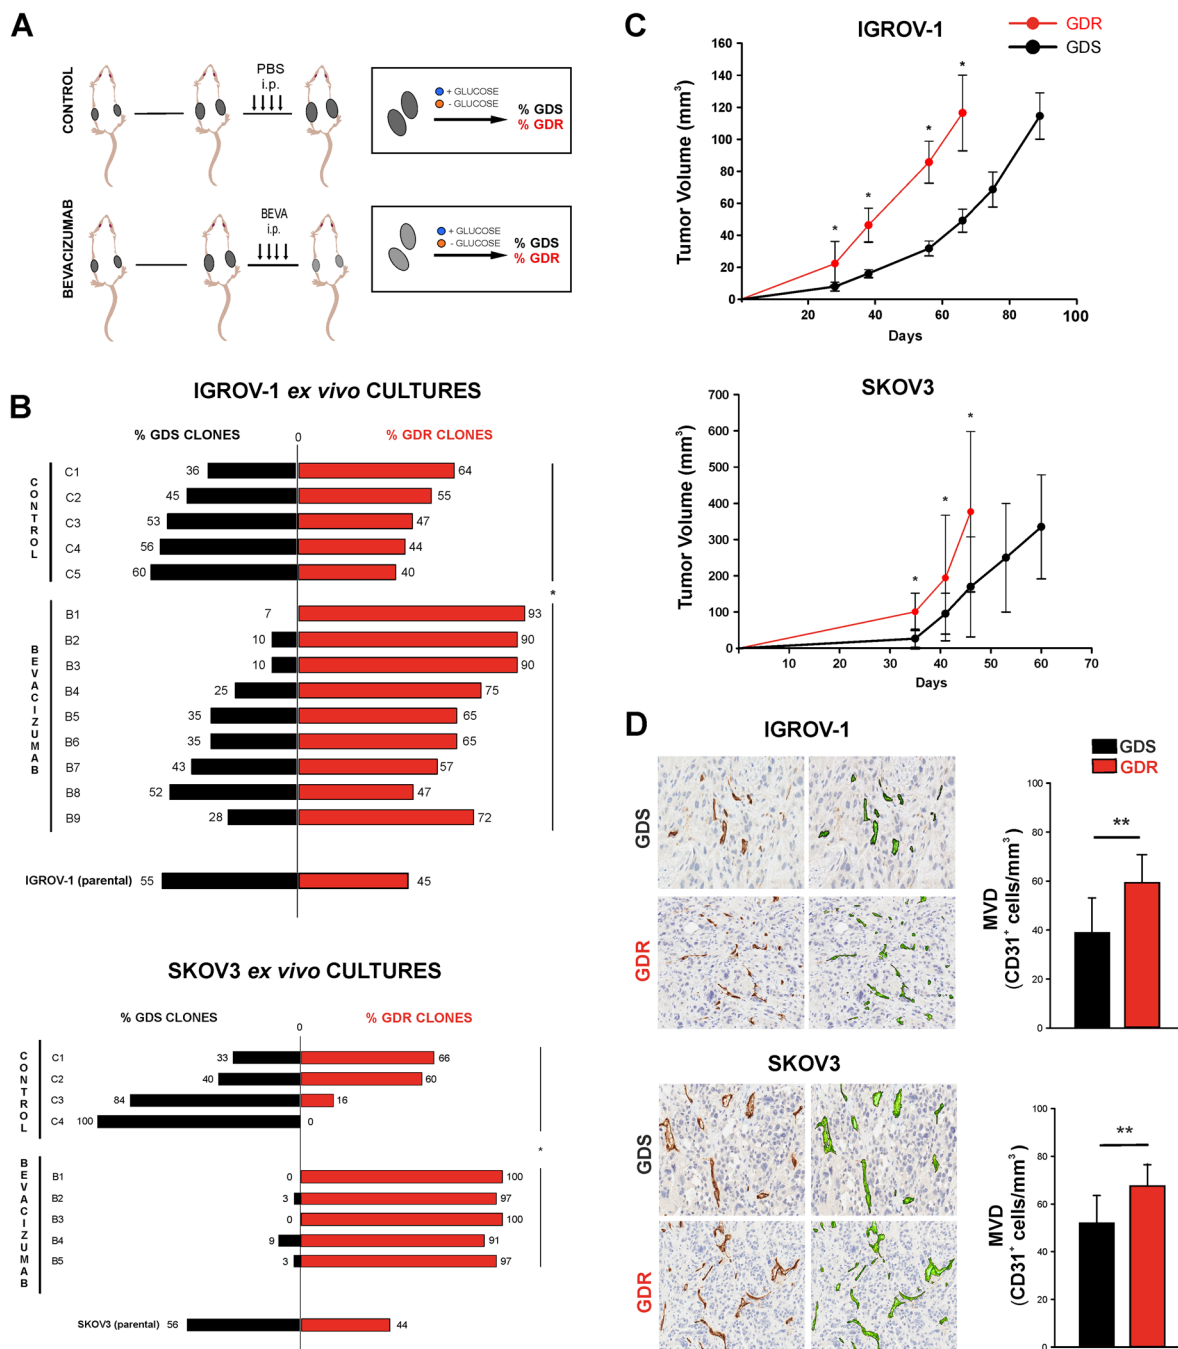 A
CONTROL
PBS
i.p.
+ GLUCOSE
- GLUCOSE
% GDS
% GDR
BEVACIZUMAB
BEVA
i.p.
+ GLUCOSE
- GLUCOSE
% GDS
% GDR
B
IGROV-1 ex vivo CULTURES
% GDS CLONES 0 % GDR CLONES
CONTROL
C1 36 64
C2 45 55
C3 53 47
C4 56 44
C5 60 40
*
BEVACIZUMAB
B1 7 93
B2 10 90
B3 10 90
B4 25 75
B5 35 65
B6 35 65
B7 43 57
B8 52 47
B9 28 72
IGROV-1 (parental) 55 45
SKOV3 ex vivo CULTURES
% GDS CLONES 0 % GDR CLONES
CONTROL
C1 33 66
C2 40 60
C3 84 16
C4 100 0
*
BEVACIZUMAB
B1 0 100
B2 3 97
B3 0 100
B4 9 91
B5 3 97
SKOV3 (parental) 56 44
C
IGROV-1
GDR
GDS
Tumor Volume (mm3)
160
140
120
100
80
60
40
20
0
* * * *
20 40 60 80 100
Days
SKOV3
Tumor Volume (mm3)
700
600
500
400
300
200
100
0
* * *
10 20 30 40 50 60 70
Days
D
IGROV-1
GDS
GDR
GDS
GDR
MVD
(CD31+ cells/mm3)
100
80
60
40
20
0
**
SKOV3
GDS
GDR
MVD
(CD31+ cells/mm3)
100
80
60
40
20
0
**